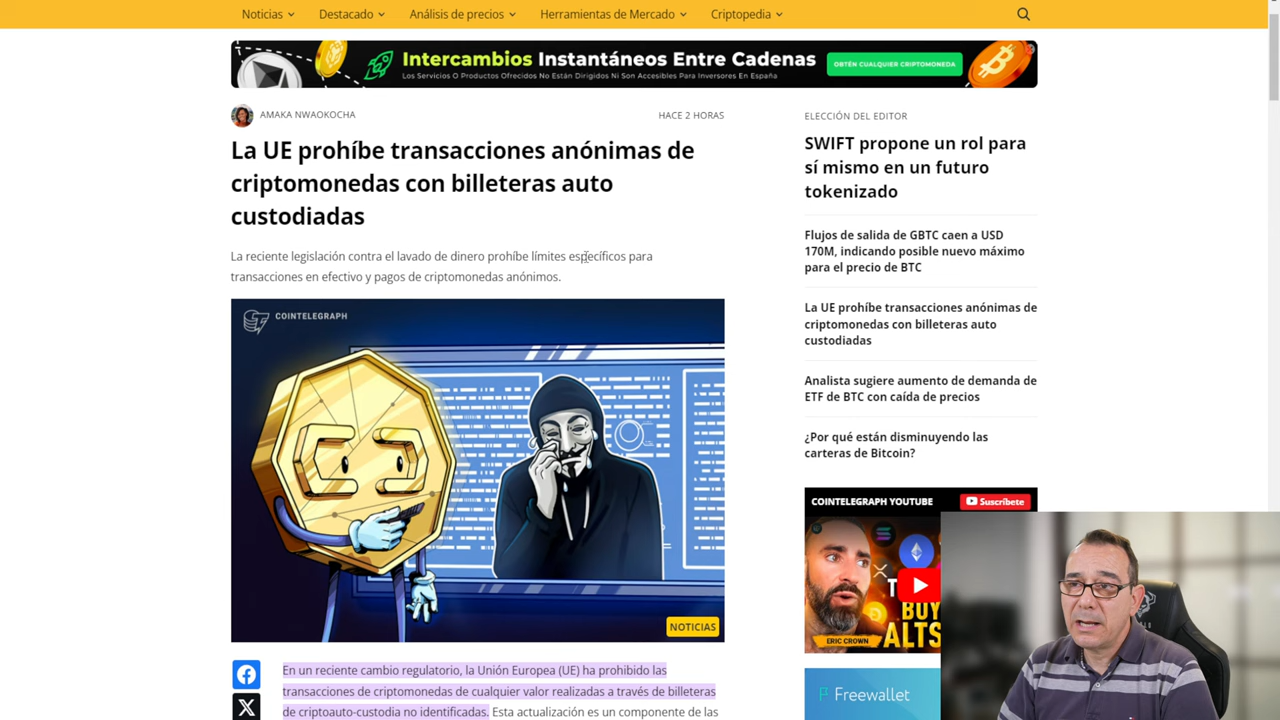 Noticias
Destacado
Análisis de precios
Herramientas de Mercado
Criptopedia
Intercambios Instantáneos Entre Cadenas
Los Servicios O Productos Ofrecidos No Están Dirigidos Ni Son Accesibles Para Inversores En España
OBTÉN CUALQUIER CRIPTOMONEDA
AMAKA NWAOKOCHA
HACE 2 HORAS
La UE prohíbe transacciones anónimas de
criptomonedas con billeteras auto
custodiadas
La reciente legislación contra el lavado de dinero prohíbe límites específicos para
transacciones en efectivo y pagos de criptomonedas anónimos.
COINTELEGRAPH
NOTICIAS
En un reciente cambio regulatorio, la Unión Europea (UE) ha prohibido las
transacciones de criptomonedas de cualquier valor realizadas a través de billeteras
de criptoauto-custodia no identificadas. Esta actualización es un componente de las
ELECCIÓN DEL EDITOR
SWIFT propone un rol para
sí mismo en un futuro
tokenizado
Flujos de salida de GBTC caen a USD
170M, indicando posible nuevo máximo
para el precio de BTC
La UE prohíbe transacciones anónimas de
criptomonedas con billeteras auto
custodiadas
Analista sugiere aumento de demanda de
ETF de BTC con caída de precios
¿Por qué están disminuyendo las
carteras de Bitcoin?
COINTELEGRAPH YOUTUBE
Suscríbete
BUY
ALTS
ERIC CROWN
Freewallet